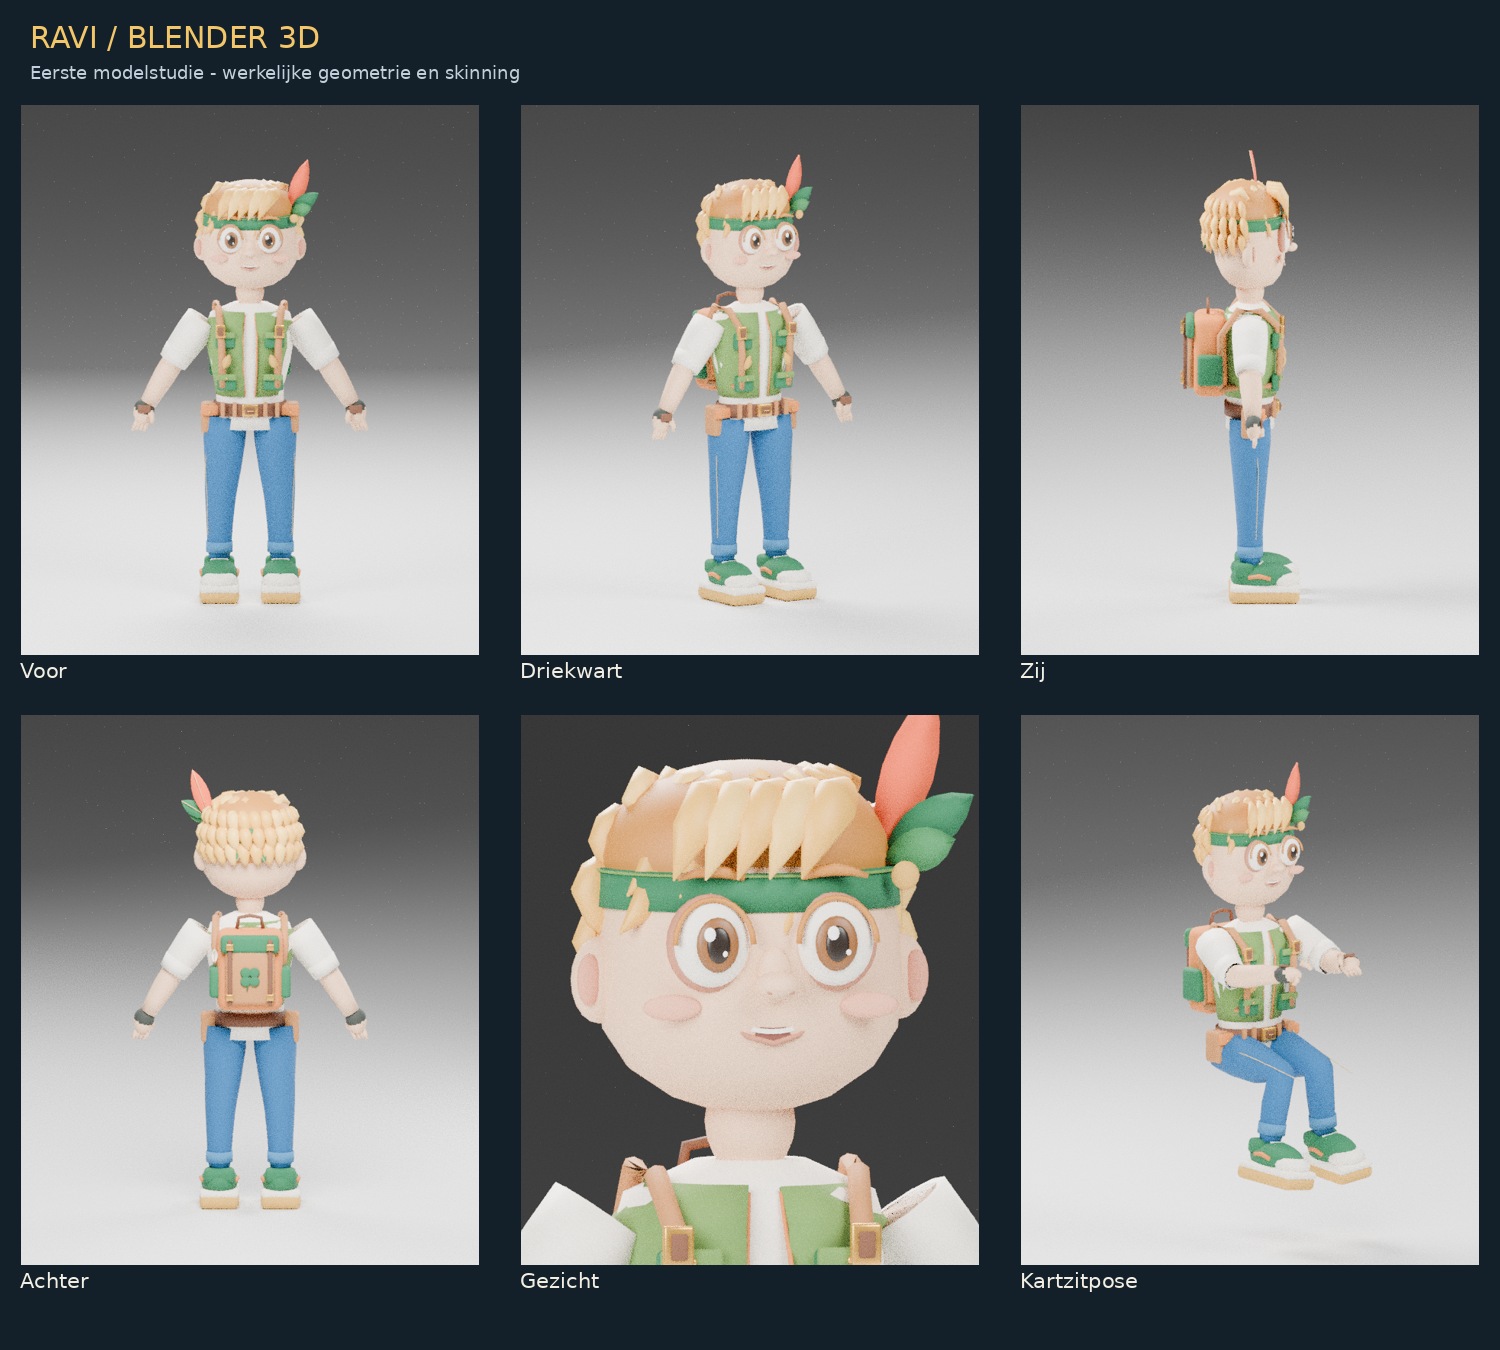 RAVI / BLENDER 3D
Eerste modelstudie - werkelijke geometrie en skinning
Voor
Driekwart
Zij
Achter
Gezicht
Kartzitpose